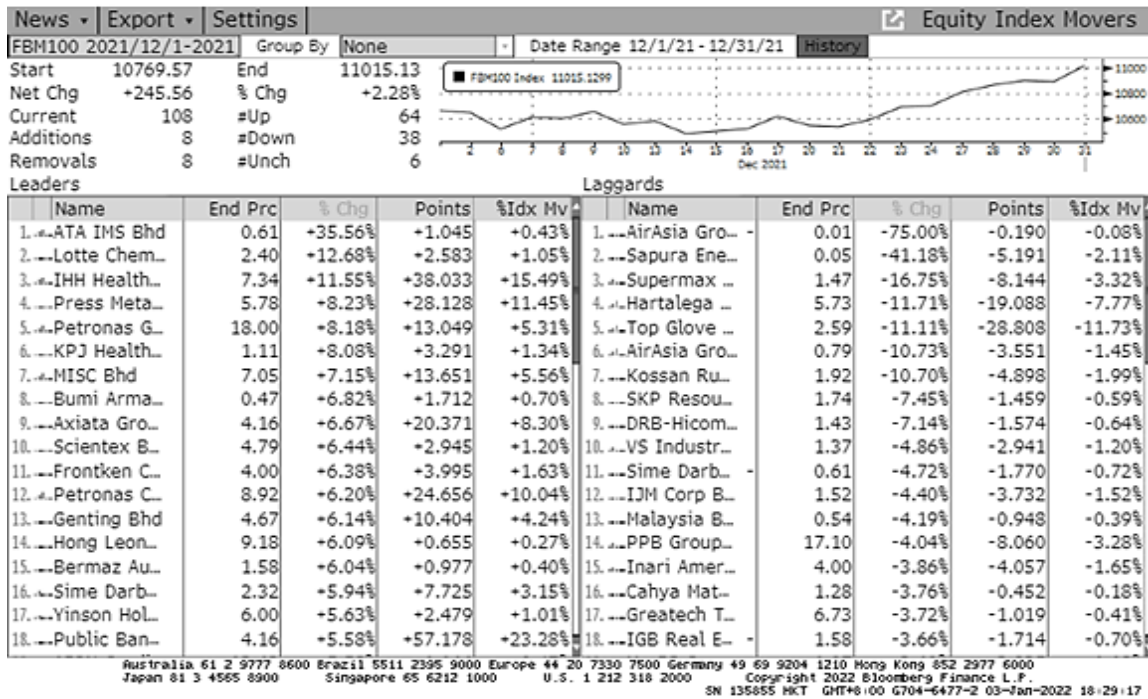 News Export Settings Equity Index Movers
FBM100 2021/12/1-2021 Group By None Date Range 12/1/21 - 12/31/21 History
Start 10769.57 End 11015.13
Net Chg +245.56 % Chg +2.28%
Current 108 #Up 64
Additions 8 #Down 38
Removals 8 #Unch 6
FBM100 Index 11015.1299
11000
10800
10600
2 6 7 8 9 10 13 14 15 16 17 20 21 22 23 24 27 28 29 30 31
Dec 2021
Leaders Laggards
Name End Prc % Chg Points %Idx Mv Name End Prc % Chg Points %Idx Mv
1. ATA IMS Bhd 0.61 +35.56% +1.045 +0.43% 1. AirAsia Gro… - 0.01 -75.00% -0.190 -0.08%
2. Lotte Chem… 2.40 +12.68% +2.583 +1.05% 2. Sapura Ene… 0.05 -41.18% -5.191 -2.11%
3. IHH Health… 7.34 +11.55% +38.033 +15.49% 3. Supermax … 1.47 -16.75% -8.144 -3.32%
4. Press Meta… 5.78 +8.23% +28.128 +11.45% 4. Hartalega … 5.73 -11.71% -19.088 -7.77%
5. Petronas G… 18.00 +8.18% +13.049 +5.31% 5. Top Glove … 2.59 -11.11% -28.808 -11.73%
6. KPJ Health… 1.11 +8.08% +3.291 +1.34% 6. AirAsia Gro… 0.79 -10.73% -3.551 -1.45%
7. MISC Bhd 7.05 +7.15% +13.651 +5.56% 7. Kossan Ru… 1.92 -10.70% -4.898 -1.99%
8. Bumi Arma… 0.47 +6.82% +1.712 +0.70% 8. SKP Resou… 1.74 -7.45% -1.459 -0.59%
9. Axiata Gro… 4.16 +6.67% +20.371 +8.30% 9. DRB-Hicom… 1.43 -7.14% -1.574 -0.64%
10. Scientex B… 4.79 +6.44% +2.945 +1.20% 10. VS Industr… 1.37 -4.86% -2.941 -1.20%
11. Frontken C… 4.00 +6.38% +3.995 +1.63% 11. Sime Darb… - 0.61 -4.72% -1.770 -0.72%
12. Petronas C… 8.92 +6.20% +24.656 +10.04% 12. IJM Corp B… 1.52 -4.40% -3.732 -1.52%
13. Genting Bhd 4.67 +6.14% +10.404 +4.24% 13. Malaysia B… 0.54 -4.19% -0.948 -0.39%
14. Hong Leon… 9.18 +6.09% +0.655 +0.27% 14. PPB Group… 17.10 -4.04% -8.060 -3.28%
15. Bermaz Au… 1.58 +6.04% +0.977 +0.40% 15. Inari Amer… 4.00 -3.86% -4.057 -1.65%
16. Sime Darb… 2.32 +5.94% +7.725 +3.15% 16. Cahya Mat… 1.28 -3.76% -0.452 -0.18%
17. Yinson Hol… 6.00 +5.63% +2.479 +1.01% 17. Greatech T… 6.73 -3.72% -1.019 -0.41%
18. Public Ban… 4.16 +5.58% +57.178 +23.28% 18. IGB Real E… - 1.58 -3.66% -1.714 -0.70%
Australia 61 2 9777 8600 Brazil 5511 2395 9000 Europe 44 20 7330 7500 Germany 49 69 9204 1210 Hong Kong 852 2977 6000
Japan 81 3 4565 8900 Singapore 65 6212 1000 U.S. 1 212 318 2000 Copyright 2022 Bloomberg Finance L.P.
SN 135855 HKT GMT+8:00 G704-6477-2 03-Jan-2022 18:29:17